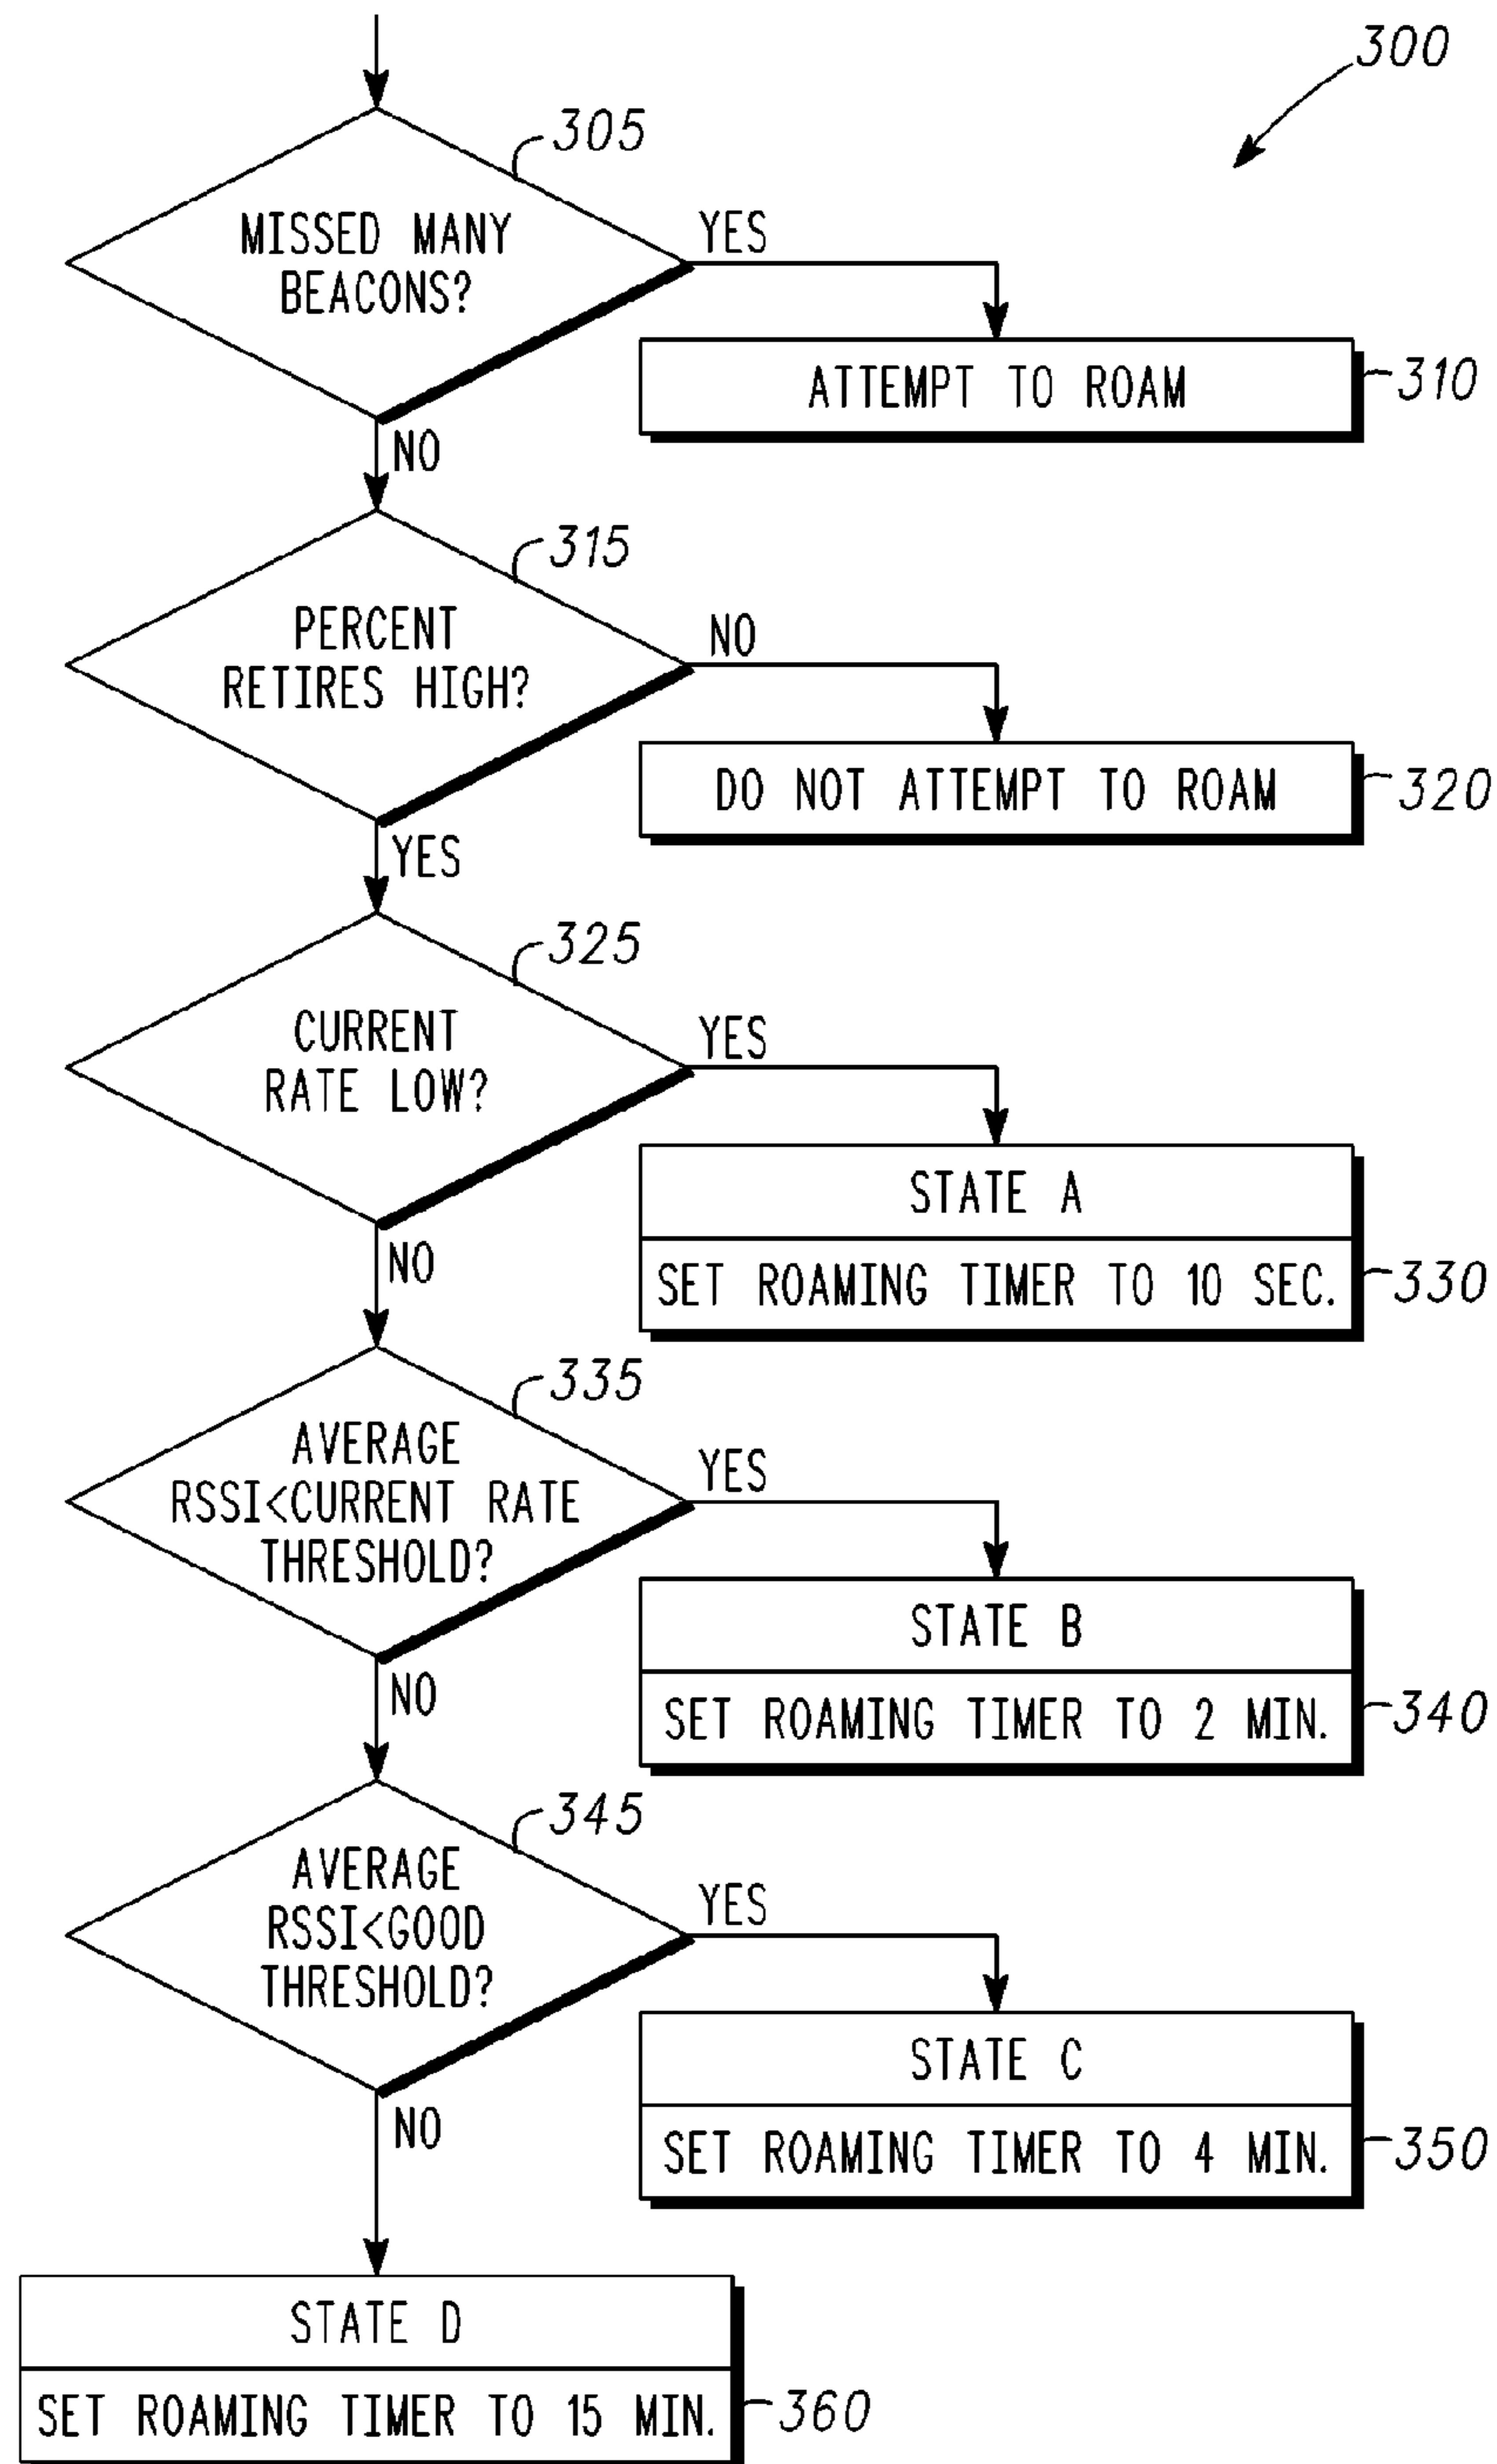 300
305
MISSED MANY
BEACONS?
YES
ATTEMPT TO ROAM
310
NO
315
PERCENT
RETIRES HIGH?
NO
DO NOT ATTEMPT TO ROAM
320
YES
325
CURRENT
RATE LOW?
YES
STATE A
SET ROAMING TIMER TO 10 SEC.
330
NO
335
AVERAGE
RSSI<CURRENT RATE
THRESHOLD?
YES
STATE B
SET ROAMING TIMER TO 2 MIN.
340
NO
345
AVERAGE
RSSI<GOOD
THRESHOLD?
YES
STATE C
SET ROAMING TIMER TO 4 MIN.
350
NO
STATE D
SET ROAMING TIMER TO 15 MIN.
360